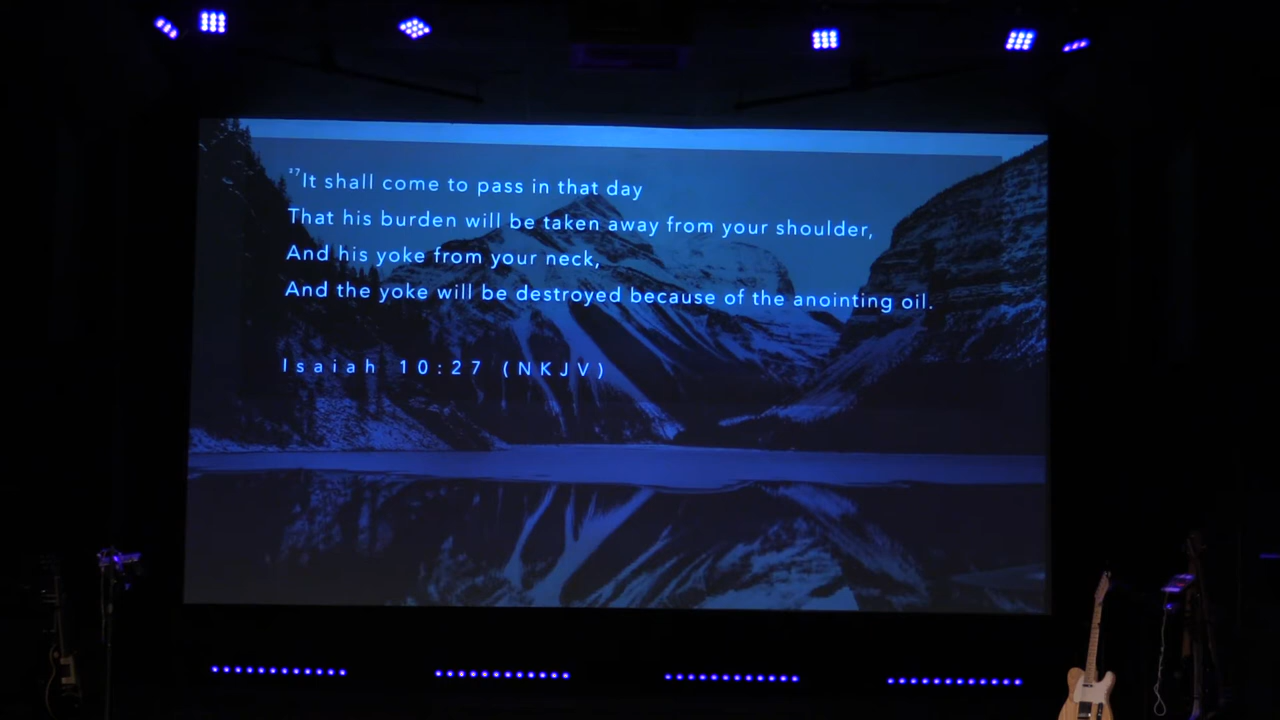 ²⁷It shall come to pass in that day
That his burden will be taken away from your shoulder,
And his yoke from your neck,
And the yoke will be destroyed because of the anointing oil.
Isaiah 10:27 (NKJV)